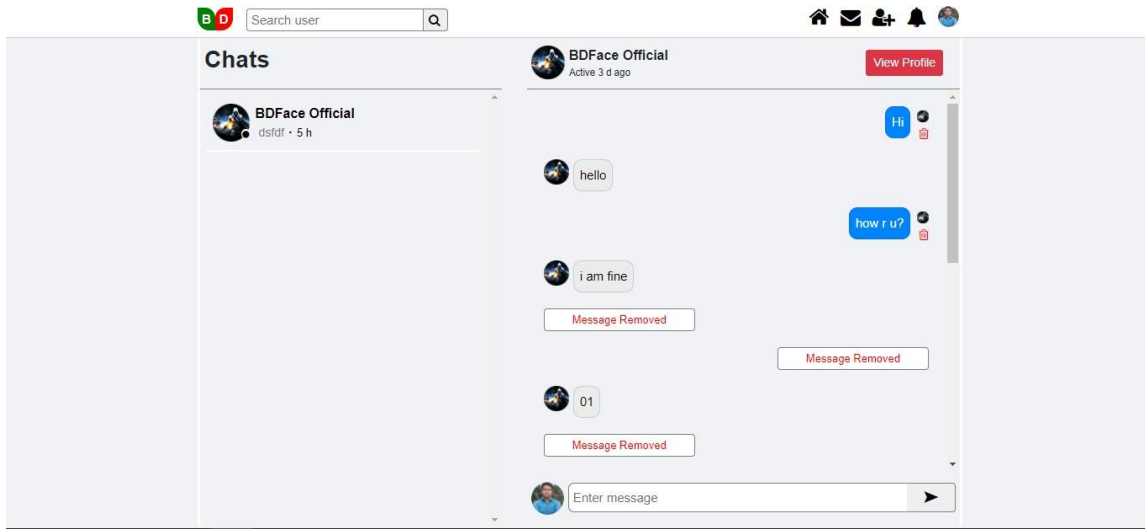 BD
Search user
Chats
BDFace Official
dsfdf · 5 h
BDFace Official
Active 3 d ago
View Profile
Hi
hello
how r u?
i am fine
Message Removed
Message Removed
01
Message Removed
Enter message